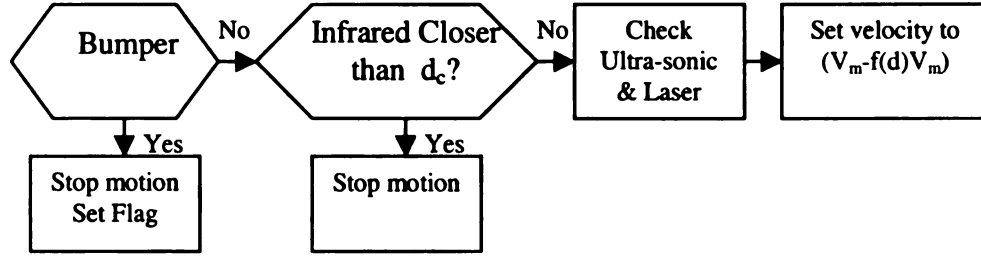 Bumper
No
Infrared Closer
than d_c?
No
Check
Ultra-sonic
& Laser
Set velocity to
(V_m-f(d)V_m)
Yes
Stop motion
Set Flag
Yes
Stop motion